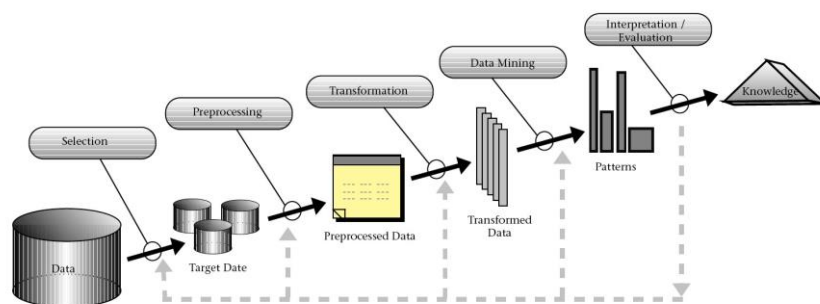 Interpretation /
Evaluation
Data Mining
Transformation
Preprocessing
Selection
Knowledge
Patterns
Transformed
Data
Preprocessed Data
Target Date
Data